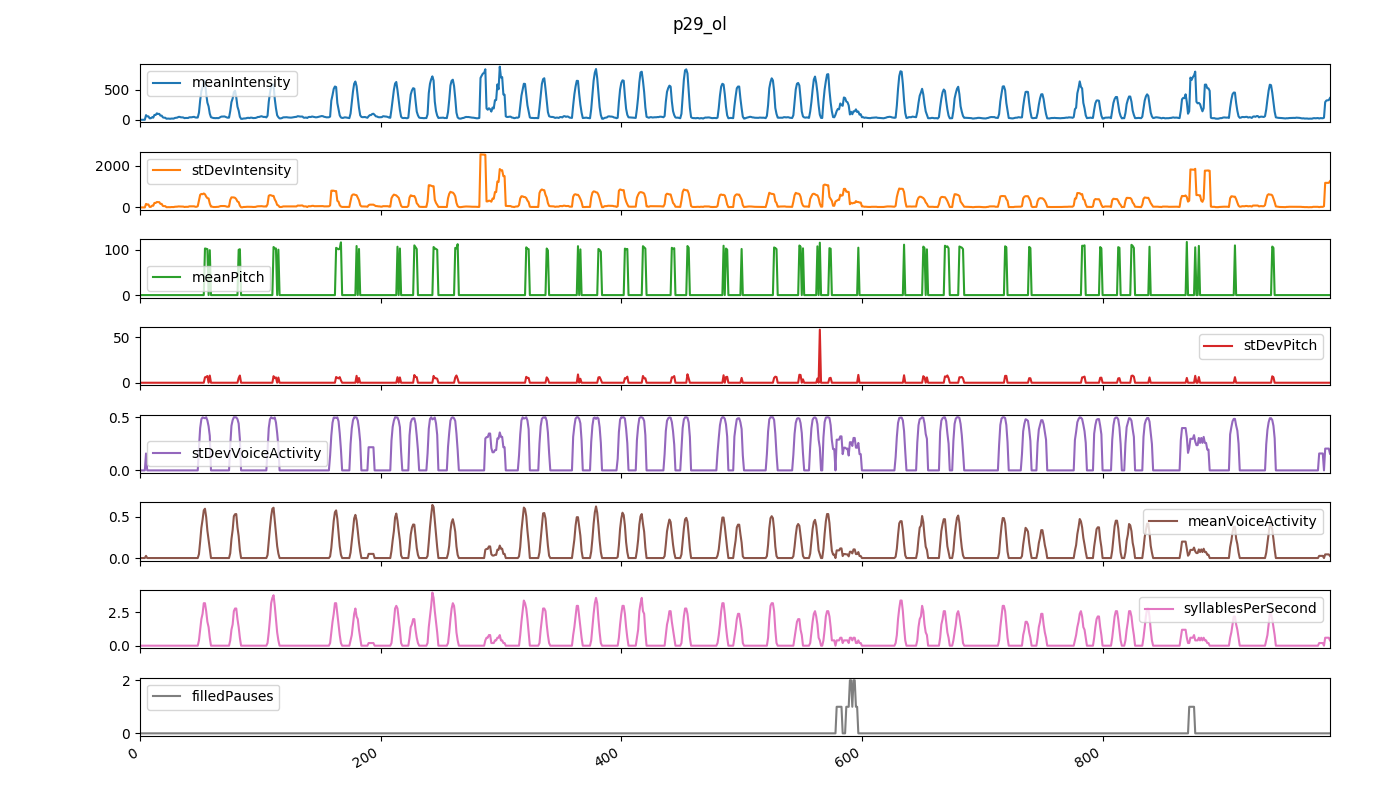 p29_ol
500
0
meanIntensity
2000
0
stDevIntensity
100
0
meanPitch
50
0
stDevPitch
0.5
0.0
stDevVoiceActivity
0.5
0.0
meanVoiceActivity
2.5
0.0
syllablesPerSecond
2
0
filledPauses
0 200 400 600 800